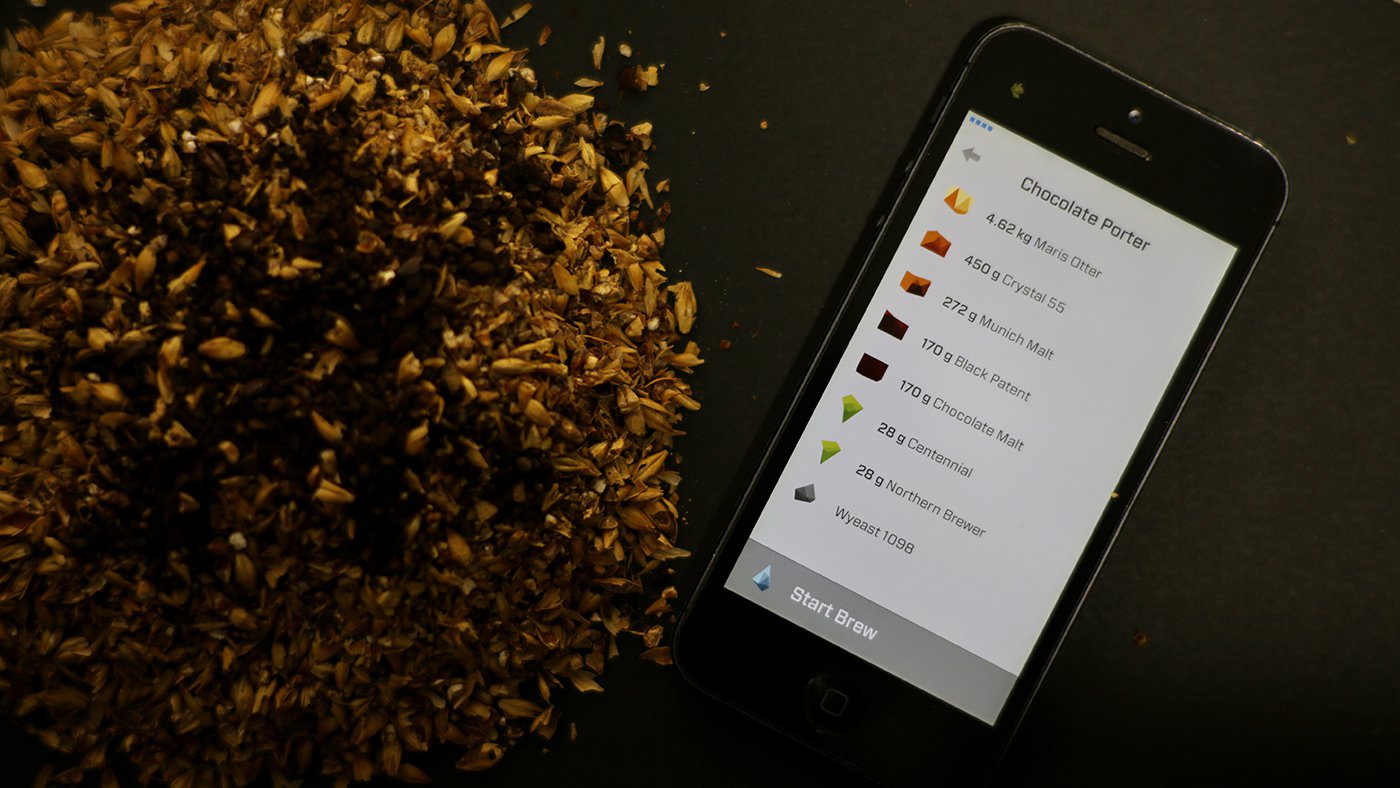 Chocolate Porter
4.62 kg Maris Otter
450 g Crystal 55
272 g Munich Malt
170 g Black Patent
170 g Chocolate Malt
28 g Centennial
28 g Northern Brewer
Wyeast 1098
Start Brew